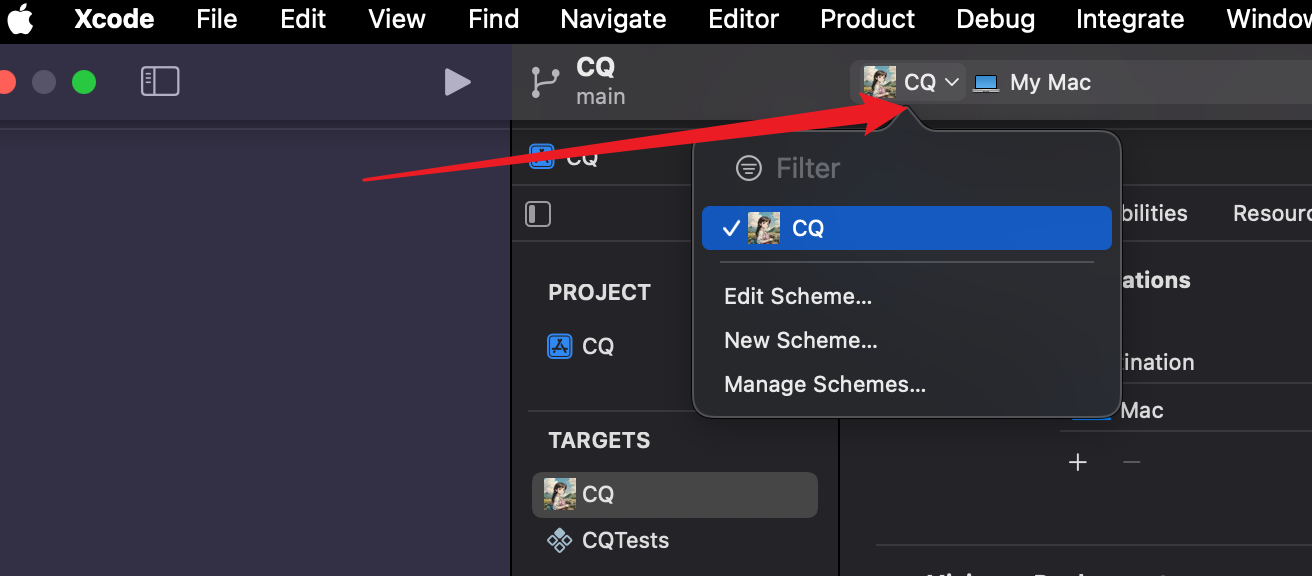 Xcode File Edit View Find Navigate Editor Product Debug Integrate Window
CQ
main
CQ My Mac
CQ
Filter
CQ
Edit Scheme...
New Scheme...
Manage Schemes...
bilities Resourc
PROJECT
CQ
ations
tination
Mac
TARGETS
CQ
CQTests